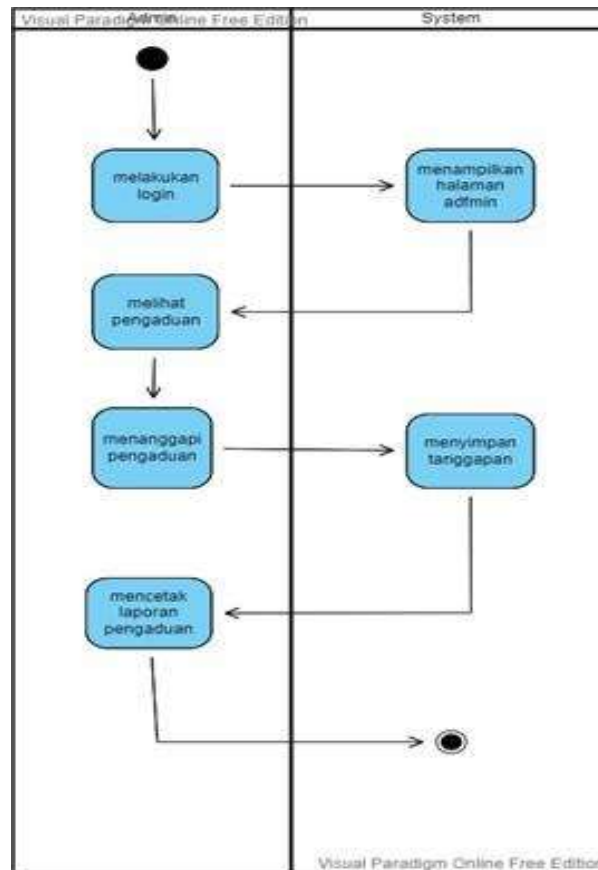 Visual Paradigm Online Free Edition
Admin
System
melakukan
login
menampilkan
halaman
adfmin
melihat
pengaduan
menanggapi
pengaduan
menyimpan
tanggapan
mencetak
laporan
pengaduan
Visual Paradigm Online Free Edition